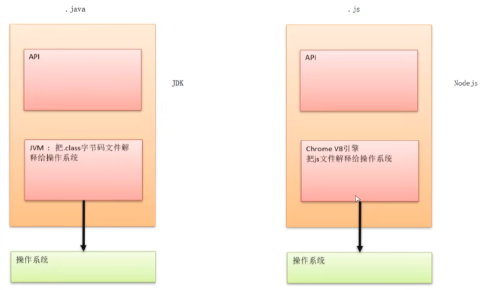 .java
API
JDK
JVM ： 把.class字节码文件解
释给操作系统
操作系统
.js
API
Nodejs
Chrome V8引擎
把js文件解释给操作系统
操作系统